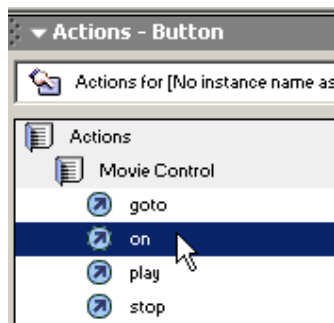 Actions - Button
Actions for [No instance name as
Actions
Movie Control
goto
on
play
stop